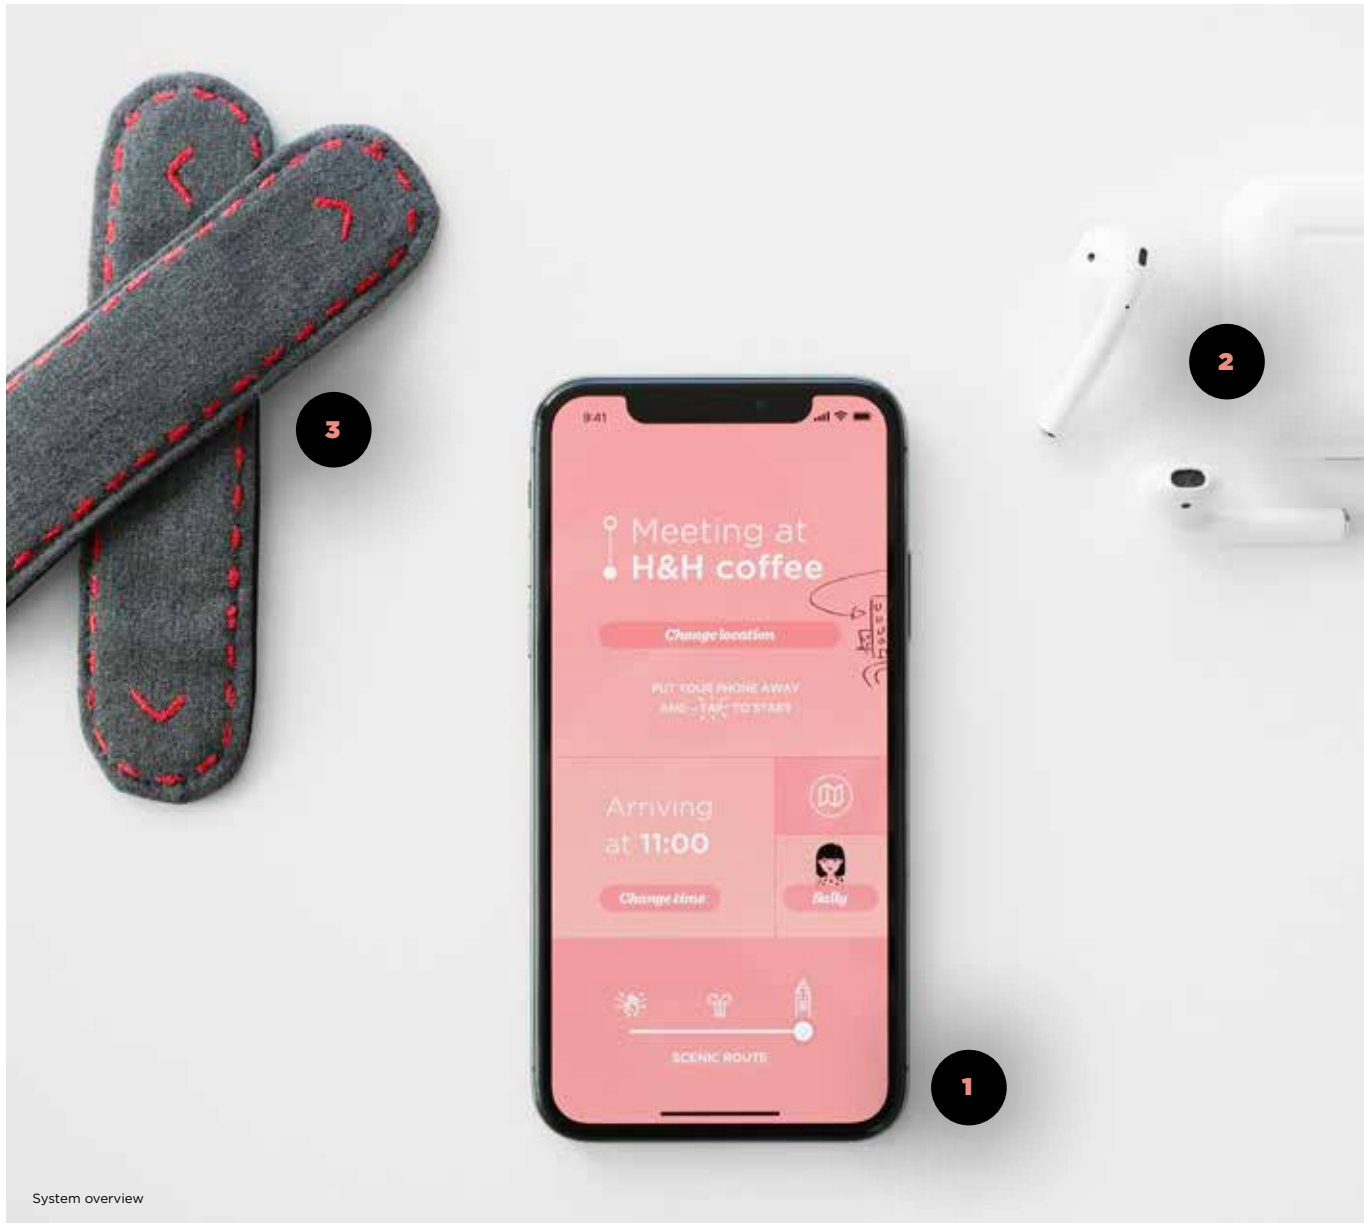 3
2
9:41
Meeting at
H&H coffee
Change location
PUT YOUR PHONE AWAY
AND - TAP - TO START
Arriving
at 11:00
Change time
Sally
SCENIC ROUTE
1
System overview